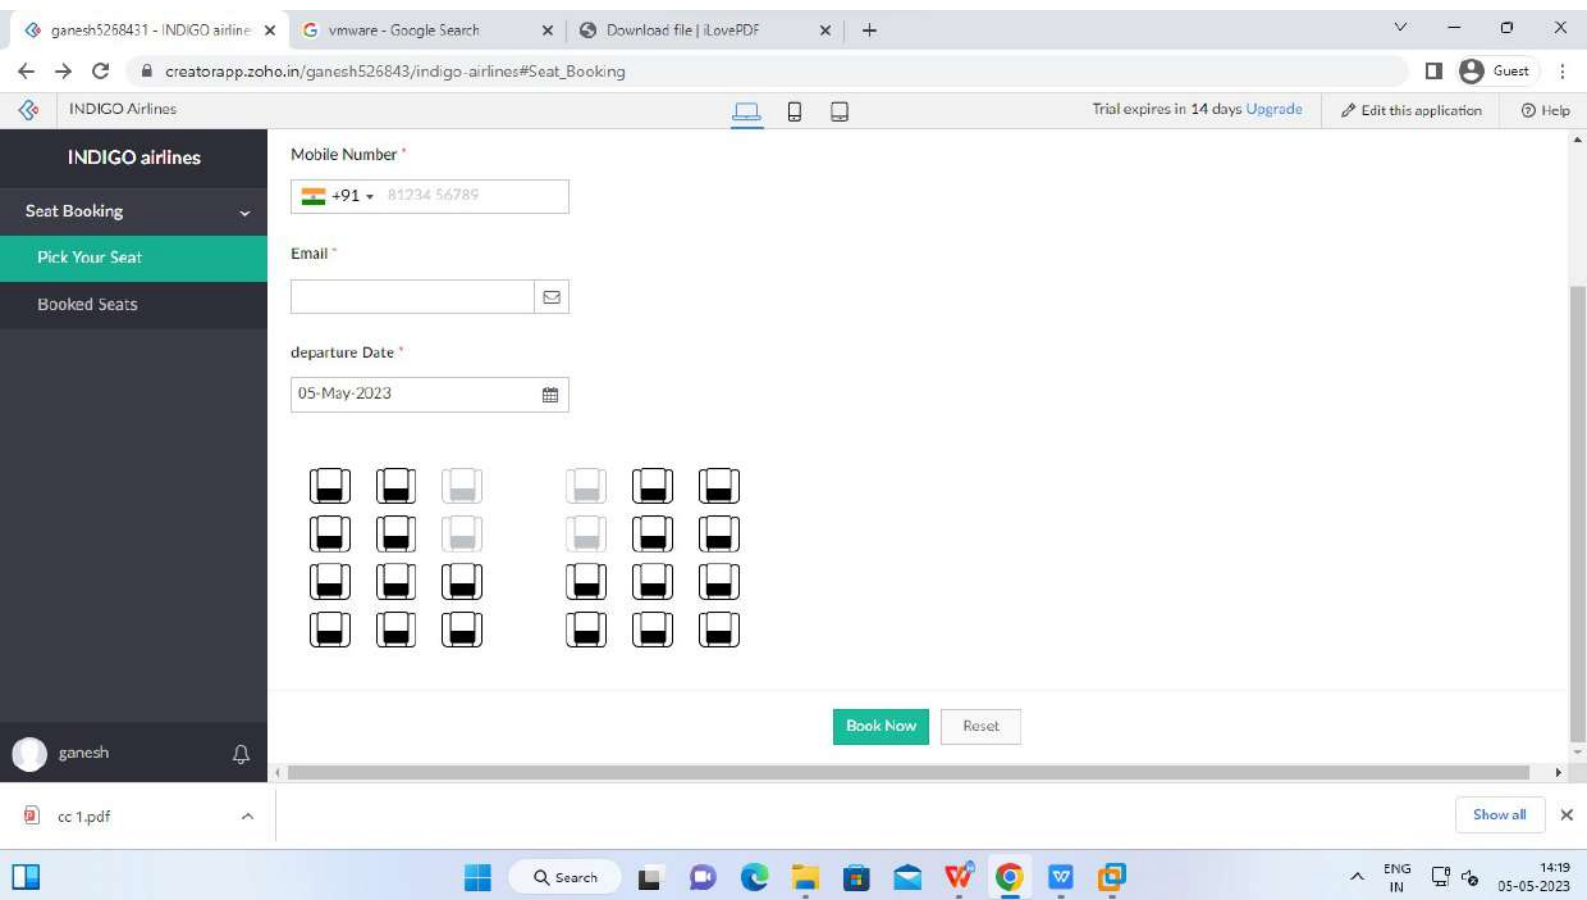 ganesh5268431 - INDIGO airline
vmware - Google Search
Download file | iLovePDF
creatorapp.zoho.in/ganesh526843/indigo-airlines#Seat_Booking
Guest
INDIGO Airlines
Trial expires in 14 days Upgrade
Edit this application
Help
INDIGO airlines
Seat Booking
Pick Your Seat
Booked Seats
Mobile Number *
+91 81234 56789
Email *
departure Date *
05-May-2023
Book Now
Reset
ganesh
cc 1.pdf
Show all
Search
ENG
IN
14:19
05-05-2023